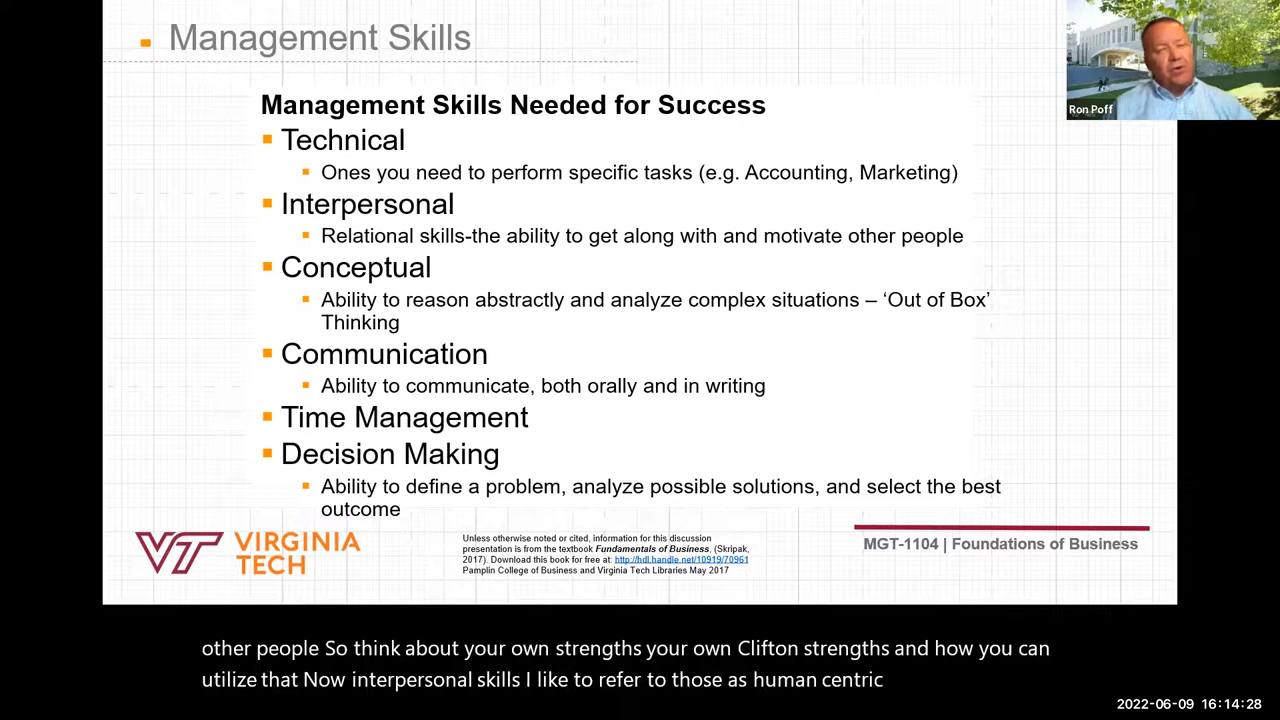 Management Skills
Ron Poff
Management Skills Needed for Success
Technical
Ones you need to perform specific tasks (e.g. Accounting, Marketing)
Interpersonal
Relational skills-the ability to get along with and motivate other people
Conceptual
Ability to reason abstractly and analyze complex situations – ‘Out of Box’
Thinking
Communication
Ability to communicate, both orally and in writing
Time Management
Decision Making
Ability to define a problem, analyze possible solutions, and select the best
outcome
VT VIRGINIA
TECH
Unless otherwise noted or cited, information for this discussion
presentation is from the textbook Fundamentals of Business, (Skripak,
2017). Download this book for free at: http://hdl.handle.net/10919/70961
Pamplin College of Business and Virginia Tech Libraries May 2017
MGT-1104 | Foundations of Business
other people So think about your own strengths your own Clifton strengths and how you can
utilize that Now interpersonal skills I like to refer to those as human centric
2022-06-09 16:14:28